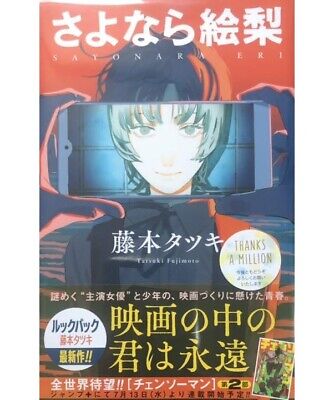 さよなら絵梨
SAYONARA ERI
藤本タツキ
Tatsuki Fujimoto
THANKS
A MILLION
謎めく“主演女優”と少年の、映画づくりに懸けた青春。
ルックバック
藤本タツキ
最新作!!
映画の中の
君は永遠
全世界待望!!［チェンソーマン］第2部
ジャンプ+にて7月13日(水)より連載開始予定!!